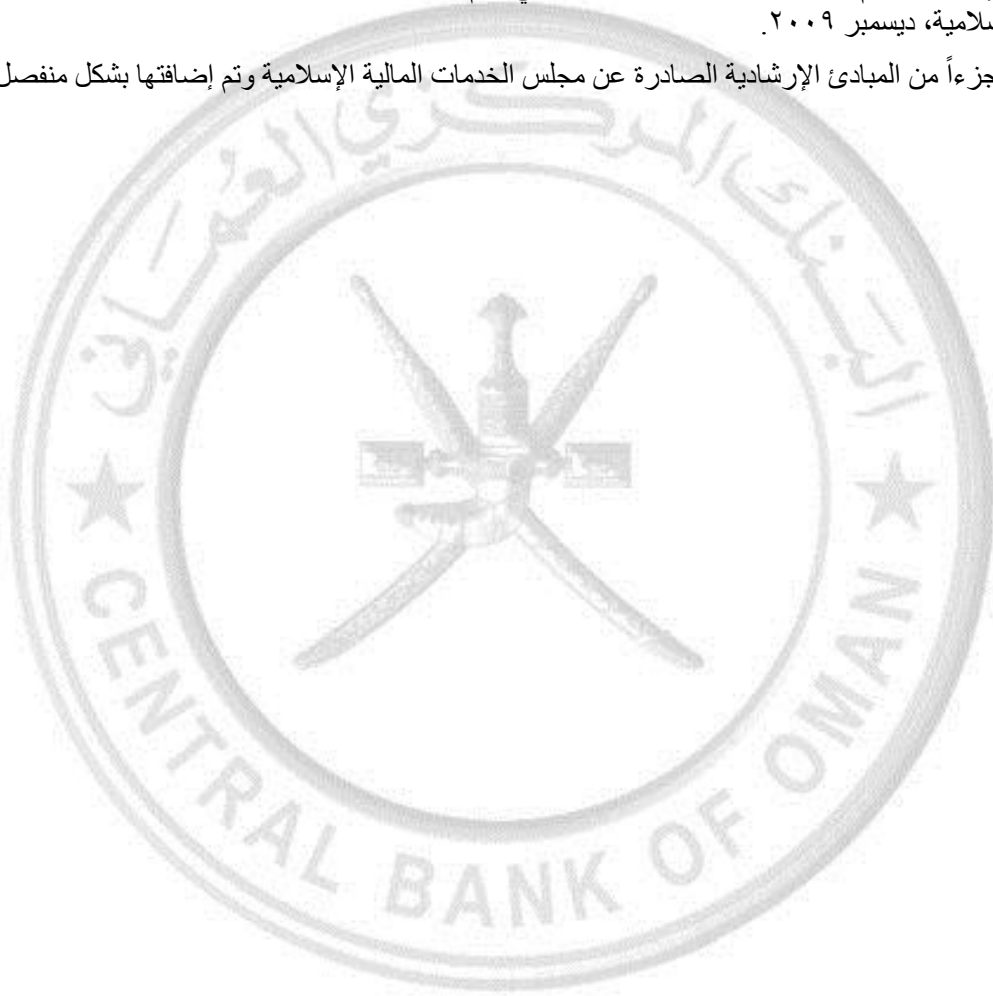 سلامية، ديسمبر ٢٠٠٩.
جزءاً من المبادئ الإرشادية الصادرة عن مجلس الخدمات المالية الإسلامية وتم إضافتها بشكل منفصل
البنك المركزي العماني
CENTRAL BANK OF OMAN